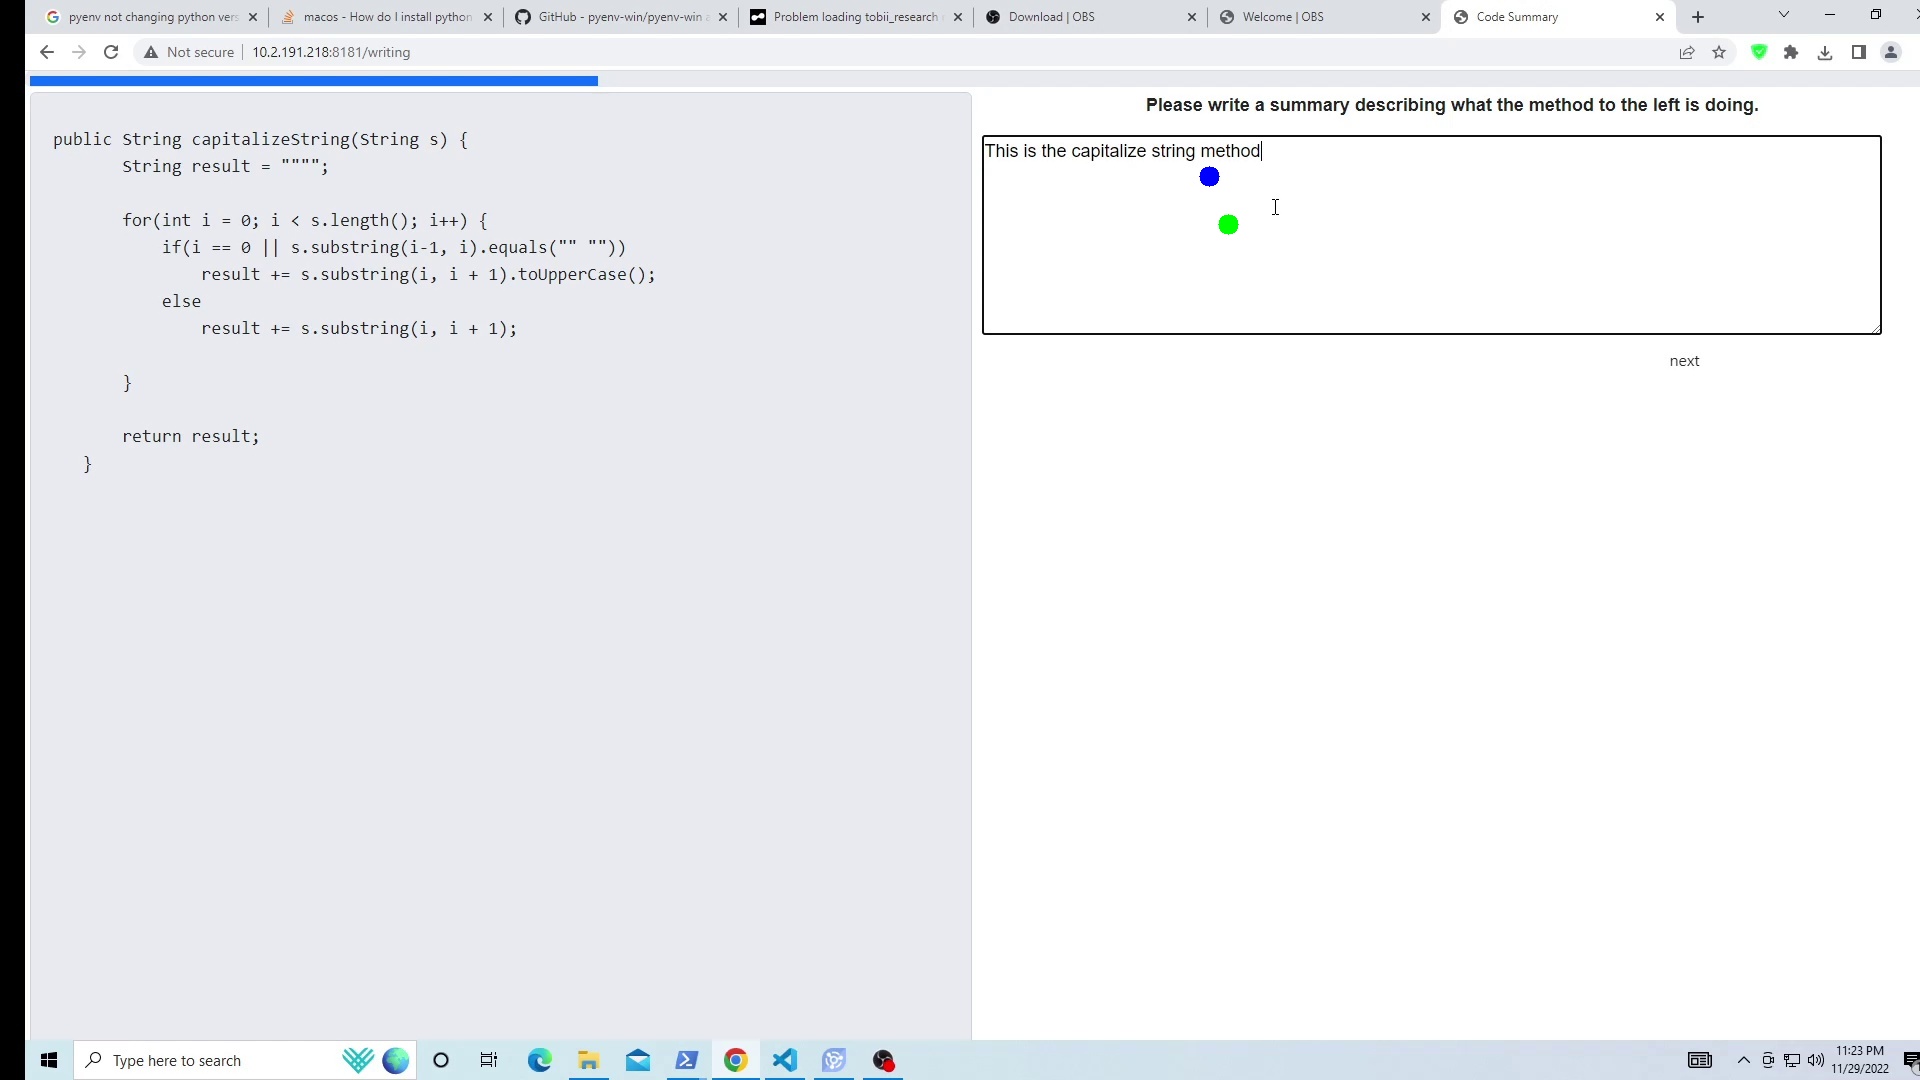 pyenv not changing python vers
macos - How do I install python
GitHub - pyenv-win/pyenv-win a
Problem loading tobii_research
Download | OBS
Welcome | OBS
Code Summary
Not secure
10.2.191.218:8181/writing
public String capitalizeString(String s) {
String result = """";
for(int i = 0; i < s.length(); i++) {
if(i == 0 || s.substring(i-1, i).equals("" ""))
result += s.substring(i, i + 1).toUpperCase();
else
result += s.substring(i, i + 1);
}
return result;
}
Please write a summary describing what the method to the left is doing.
This is the capitalize string method
next
Type here to search
11:23 PM
11/29/2022